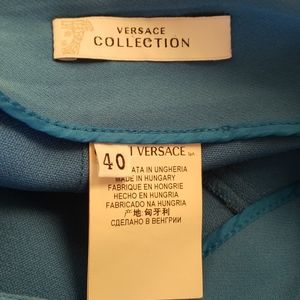 VERSACE
COLLECTION
40
VERSACE
ATA IN UNGHERIA
MADE IN HUNGARY
FABRIQUE EN HONGRIE
HECHO EN HUNGRIA
FABRICADO NA HUNGRIA
产地:匈牙利
СДЕЛАНО В ВЕНГРИИ